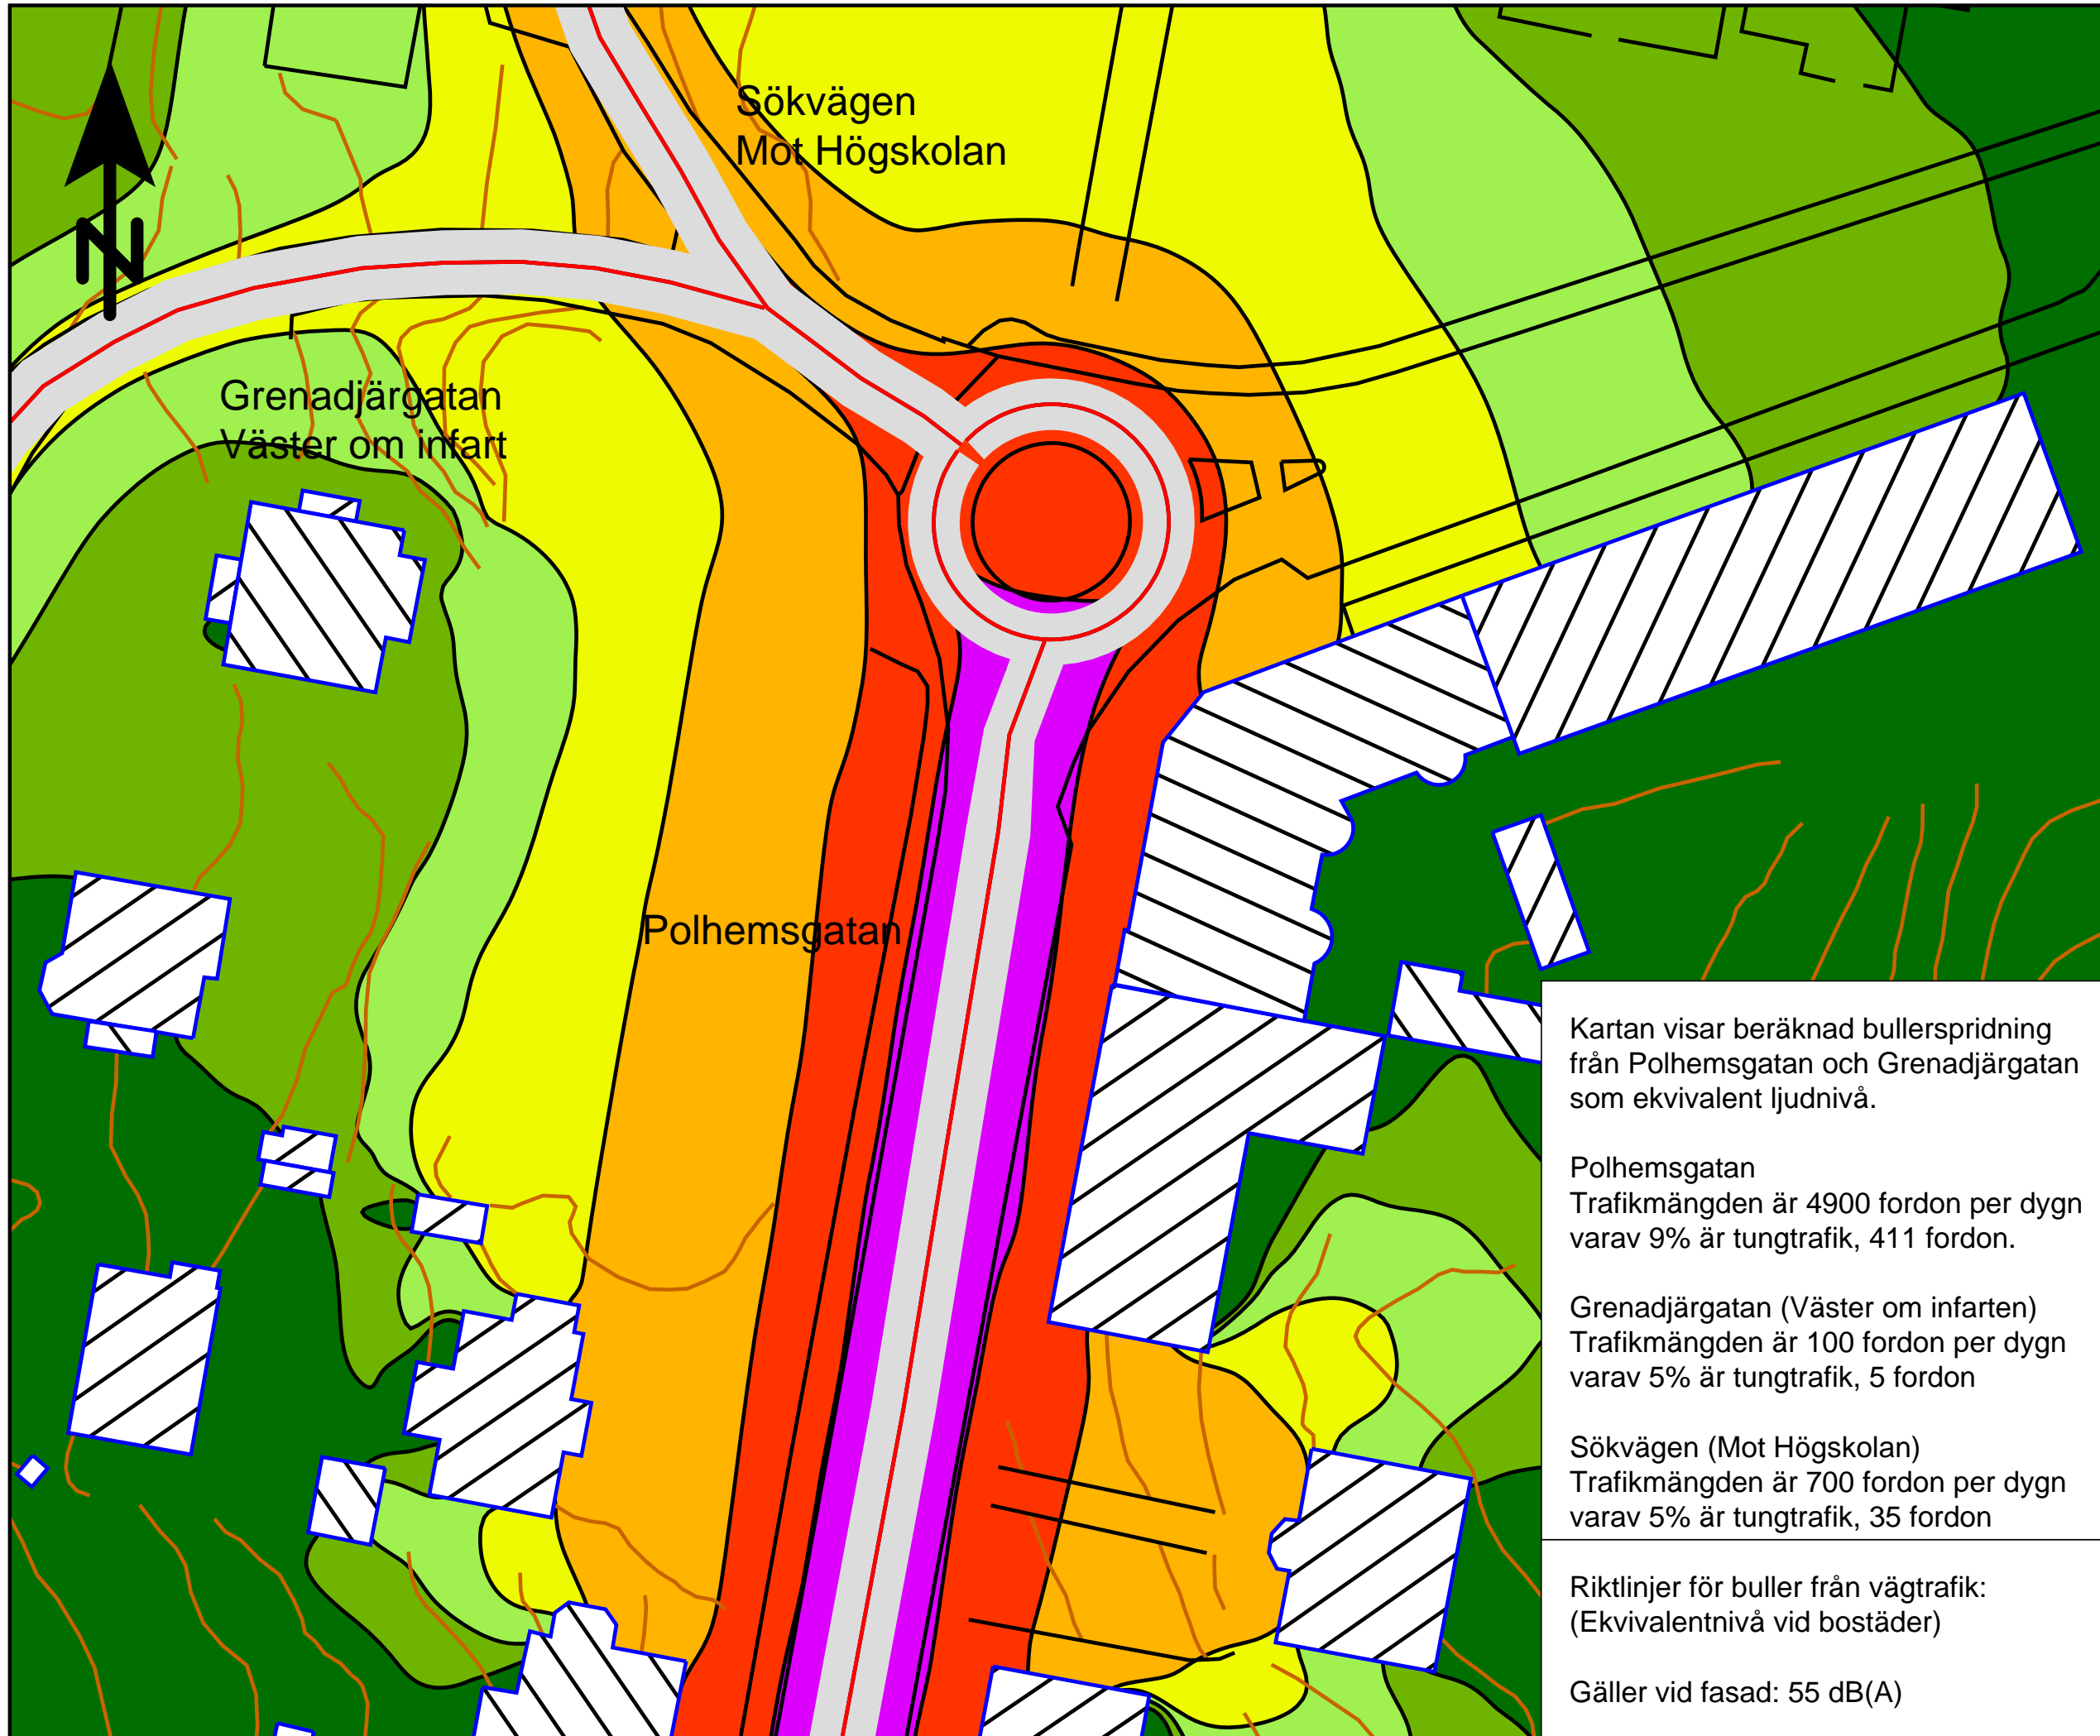 Sökvägen
Mot Högskolan
N
Grenadjärgatan
Väster om infart
Polhemsgatan
Kartan visar beräknad bullerspridning
från Polhemsgatan och Grenadjärgatan
som ekvivalent ljudnivå.
Polhemsgatan
Trafikmängden är 4900 fordon per dygn
varav 9% är tungtrafik, 411 fordon.
Grenadjärgatan (Väster om infarten)
Trafikmängden är 100 fordon per dygn
varav 5% är tungtrafik, 5 fordon
Sökvägen (Mot Högskolan)
Trafikmängden är 700 fordon per dygn
varav 5% är tungtrafik, 35 fordon
Riktlinjer för buller från vägtrafik:
(Ekvivalentnivå vid bostäder)
Gäller vid fasad: 55 dB(A)